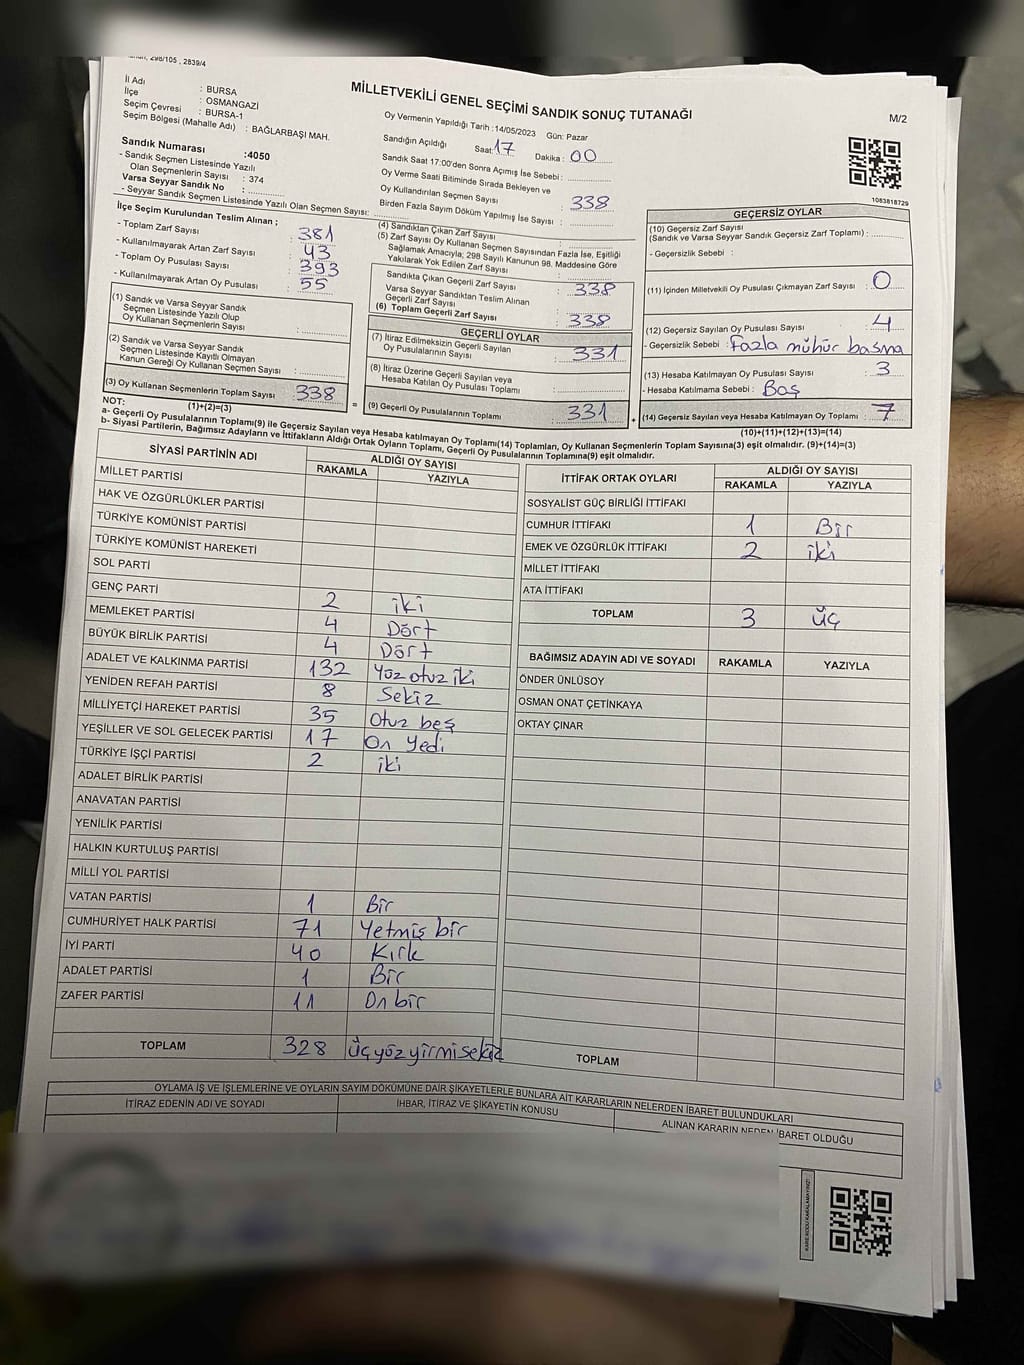 298/105 , 2839/4
MİLLETVEKİLİ GENEL SEÇİMİ SANDIK SONUÇ TUTANAĞI
M/2
İl Adı : BURSA
İlçe : OSMANGAZİ
Seçim Çevresi : BURSA-1
Seçim Bölgesi (Mahalle Adı) : BAĞLARBAŞI MAH.
Sandık Numarası :4050
- Sandık Seçmen Listesinde Yazılı
Olan Seçmenlerin Sayısı : 374
Varsa Seyyar Sandık No :
- Seyyar Sandık Seçmen Listesinde Yazılı Olan Seçmen Sayısı:
Oy Vermenin Yapıldığı Tarih :14/05/2023 Gün: Pazar
Sandığın Açıldığı Saat:17 Dakika : 00
Sandık Saat 17:00'den Sonra Açımış İse Sebebi :
Oy Verme Saati Bitiminde Sırada Bekleyen ve
Oy Kullandırılan Seçmen Sayısı : 338
Birden Fazla Sayım Döküm Yapılmış İse Sayısı :
1083818729
İlçe Seçim Kurulundan Teslim Alınan ;
- Toplam Zarf Sayısı : 381
- Kullanılmayarak Artan Zarf Sayısı : 43
- Toplam Oy Pusulası Sayısı : 393
- Kullanılmayarak Artan Oy Pusulası : 55
(1) Sandık ve Varsa Seyyar Sandık
Seçmen Listesinde Yazılı Olup
Oy Kullanan Seçmenlerin Sayısı :
(2) Sandık ve Varsa Seyyar Sandık
Seçmen Listesinde Kayıtlı Olmayan
Kanun Gereği Oy Kullanan Seçmen Sayısı :
(3) Oy Kullanan Seçmenlerin Toplam Sayısı : 338
(1)+(2)=(3)
(4) Sandıktan Çıkan Zarf Sayısı :
(5) Zarf Sayısı Oy Kullanan Seçmen Sayısından Fazla İse, Eşitliği
Sağlamak Amacıyla; 298 Sayılı Kanunun 98. Maddesine Göre
Yakılarak Yok Edilen Zarf Sayısı :
Sandıkta Çıkan Geçerli Zarf Sayısı : 338
Varsa Seyyar Sandıktan Teslim Alınan
Geçerli Zarf Sayısı :
(6) Toplam Geçerli Zarf Sayısı : 338
GEÇERLİ OYLAR
(7) İtiraz Edilmeksizin Geçerli Sayılan
Oy Pusulalarının Sayısı : 331
(8) İtiraz Üzerine Geçerli Sayılan veya
Hesaba Katılan Oy Pusulası Toplamı :
= (9) Geçerli Oy Pusulalarının Toplamı : 331 +
GEÇERSİZ OYLAR
(10) Geçersiz Zarf Sayısı
(Sandık ve Varsa Seyyar Sandık Geçersiz Zarf Toplamı) :
- Geçersizlik Sebebi :
(11) İçinden Milletvekili Oy Pusulası Çıkmayan Zarf Sayısı : 0
(12) Geçersiz Sayılan Oy Pusulası Sayısı : 4
- Geçersizlik Sebebi : Fazla mühür basma
(13) Hesaba Katılmayan Oy Pusulası Sayısı : 3
- Hesaba Katılmama Sebebi : Boş
(14) Geçersiz Sayılan veya Hesaba Katılmayan Oy Toplamı : 7
(10)+(11)+(12)+(13)=(14)
NOT:
a- Geçerli Oy Pusulalarının Toplamı(9) ile Geçersiz Sayılan veya Hesaba katılmayan Oy Toplamı(14) Toplamları, Oy Kullanan Seçmenlerin Toplam Sayısına(3) eşit olmalıdır. (9)+(14)=(3)
b- Siyasi Partilerin, Bağımsız Adayların ve İttifakların Aldığı Ortak Oyların Toplamı, Geçerli Oy Pusulalarının Toplamına(9) eşit olmalıdır.
SİYASİ PARTİNİN ADI ALDIĞI OY SAYISI
RAKAMLA YAZIYLA
MİLLET PARTİSİ
HAK VE ÖZGÜRLÜKLER PARTİSİ
TÜRKİYE KOMÜNİST PARTİSİ
TÜRKİYE KOMÜNİST HAREKETİ
SOL PARTİ
GENÇ PARTİ 2 iki
MEMLEKET PARTİSİ 4 Dört
BÜYÜK BİRLİK PARTİSİ 4 Dört
ADALET VE KALKINMA PARTİSİ 132 Yüz otuz iki
YENİDEN REFAH PARTİSİ 8 Sekiz
MİLLİYETÇİ HAREKET PARTİSİ 35 Otuz beş
YEŞİLLER VE SOL GELECEK PARTİSİ 17 On Yedi
TÜRKİYE İŞÇİ PARTİSİ 2 iki
ADALET BİRLİK PARTİSİ
ANAVATAN PARTİSİ
YENİLİK PARTİSİ
HALKIN KURTULUŞ PARTİSİ
MİLLİ YOL PARTİSİ
VATAN PARTİSİ 1 Bir
CUMHURİYET HALK PARTİSİ 71 Yetmiş bir
İYİ PARTİ 40 Kırk
ADALET PARTİSİ 1 Bir
ZAFER PARTİSİ 11 On bir
TOPLAM 328 üç yüz yirmi sekiz
İTTİFAK ORTAK OYLARI ALDIĞI OY SAYISI
RAKAMLA YAZIYLA
SOSYALİST GÜÇ BİRLİĞİ İTTİFAKI
CUMHUR İTTİFAKI 1 Bir
EMEK VE ÖZGÜRLÜK İTTİFAKI 2 iki
MİLLET İTTİFAKI
ATA İTTİFAKI
TOPLAM 3 üç
BAĞIMSIZ ADAYIN ADI VE SOYADI RAKAMLA YAZIYLA
ÖNDER ÜNLÜSOY
OSMAN ONAT ÇETİNKAYA
OKTAY ÇINAR
TOPLAM
OYLAMA İŞ VE İŞLEMLERİNE VE OYLARIN SAYIM DÖKÜMÜNE DAİR ŞİKAYETLERLE BUNLARA AİT KARARLARIN NELERDEN İBARET BULUNDUKLARI
İTİRAZ EDENİN ADI VE SOYADI İHBAR, İTİRAZ VE ŞİKAYETİN KONUSU ALINAN KARARIN NEDEN İBARET OLDUĞU
KARE KODU KARALAMAYINIZ!